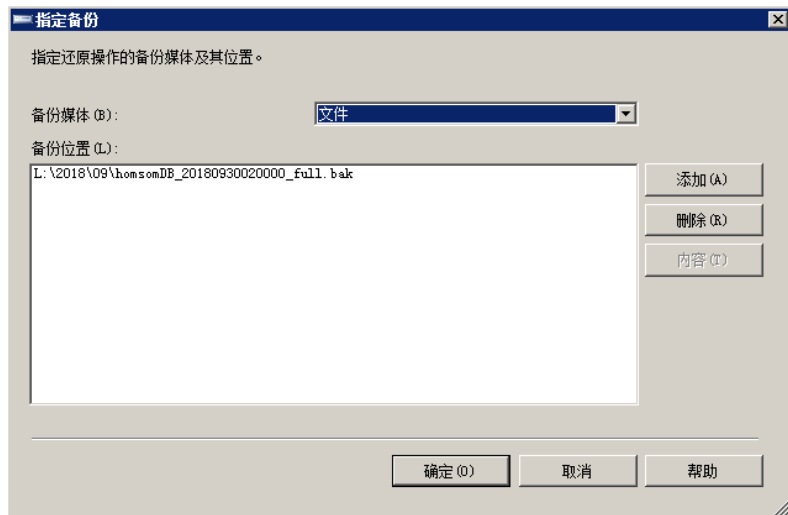 指定备份
指定还原操作的备份媒体及其位置。
备份媒体(B):
文件
备份位置(L):
L:\2018\09\homsomDB_20180930020000_full.bak
添加(A)
删除(R)
内容(T)
确定(O)
取消
帮助